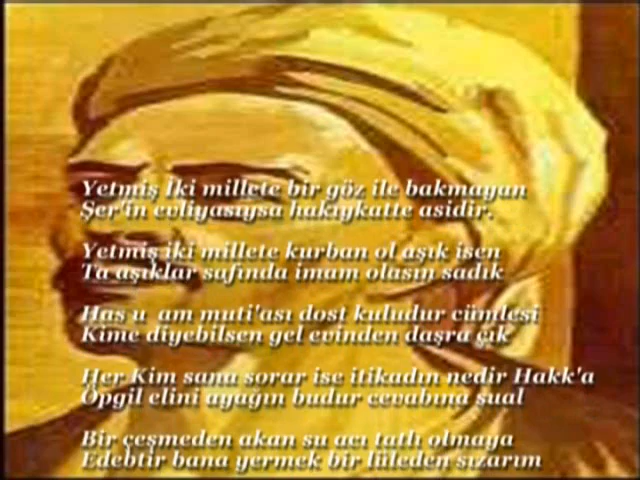 Yetmiş İki millete bir göz ile bakmayan
Şer'in evliyasıysa hakıykatte asidir.
Yetmiş iki millete kurban ol aşık isen
Ta aşıklar safında imam olasın sadık
Has u am muti'ası dost kuludur cümlesi
Kime diyebilsen gel evinden daşra çık
Her Kim sana sorar ise itikadın nedir Hakk'a
Öpgil elini ayağın budur cevabına sual
Bir çeşmeden akan su acı tatlı olmaya
Edebtir bana yermek bir lüleden sızarım